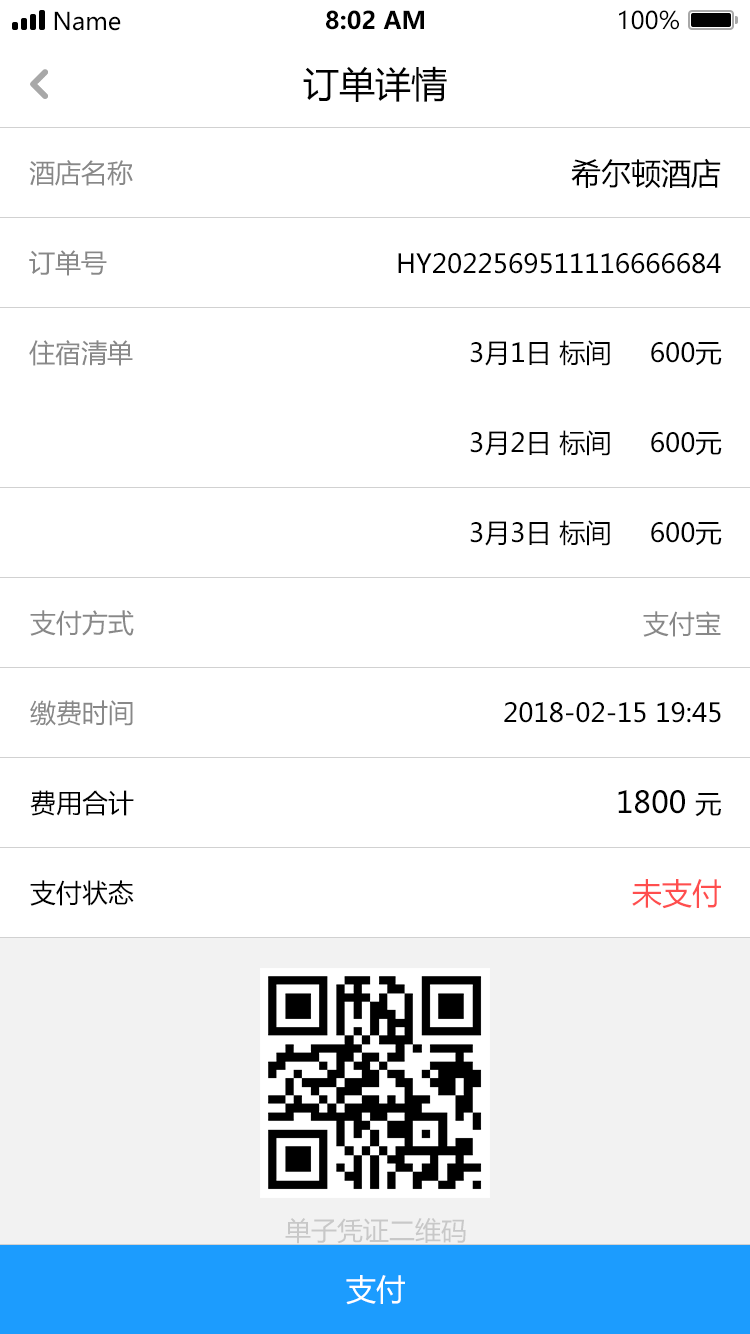 Name 8:02 AM 100%
订单详情
酒店名称 希尔顿酒店
订单号 HY2022569511116666684
住宿清单 3月1日 标间 600元
3月2日 标间 600元
3月3日 标间 600元
支付方式 支付宝
缴费时间 2018-02-15 19:45
费用合计 1800 元
支付状态 未支付
单子凭证二维码
支付